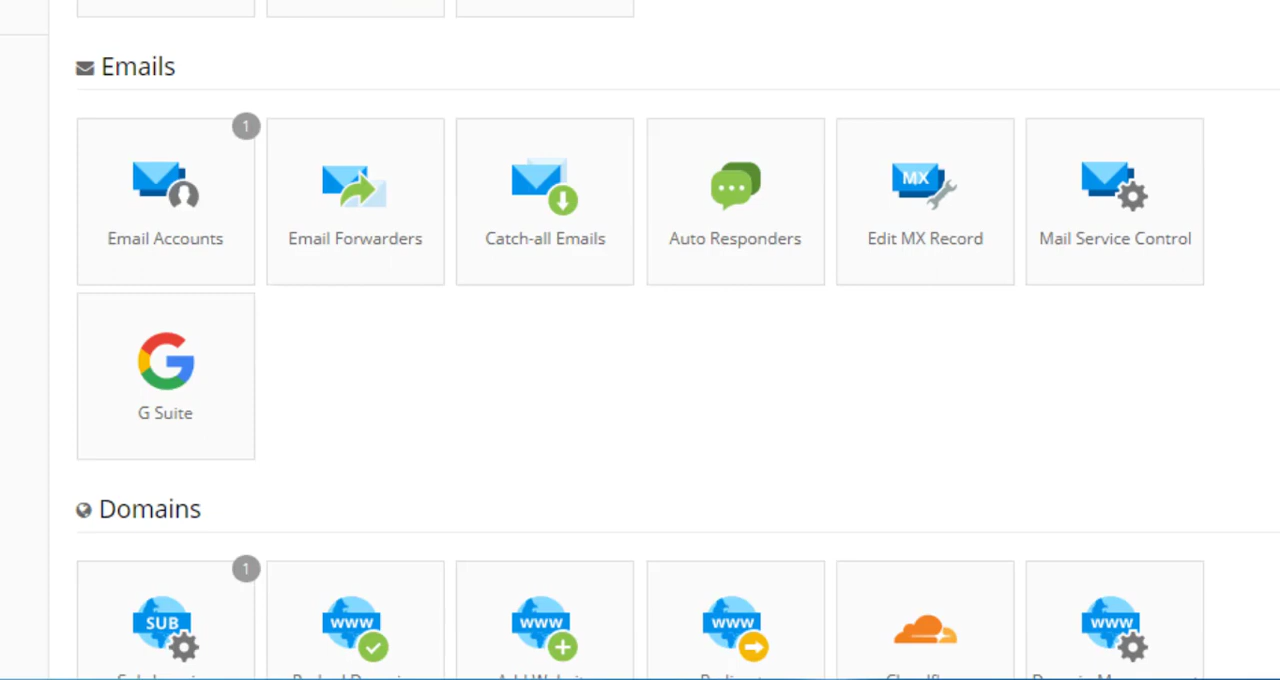 Emails
1
MX
Email Accounts Email Forwarders Catch-all Emails Auto Responders Edit MX Record Mail Service Control
G Suite
Domains
1
SUB www www www www